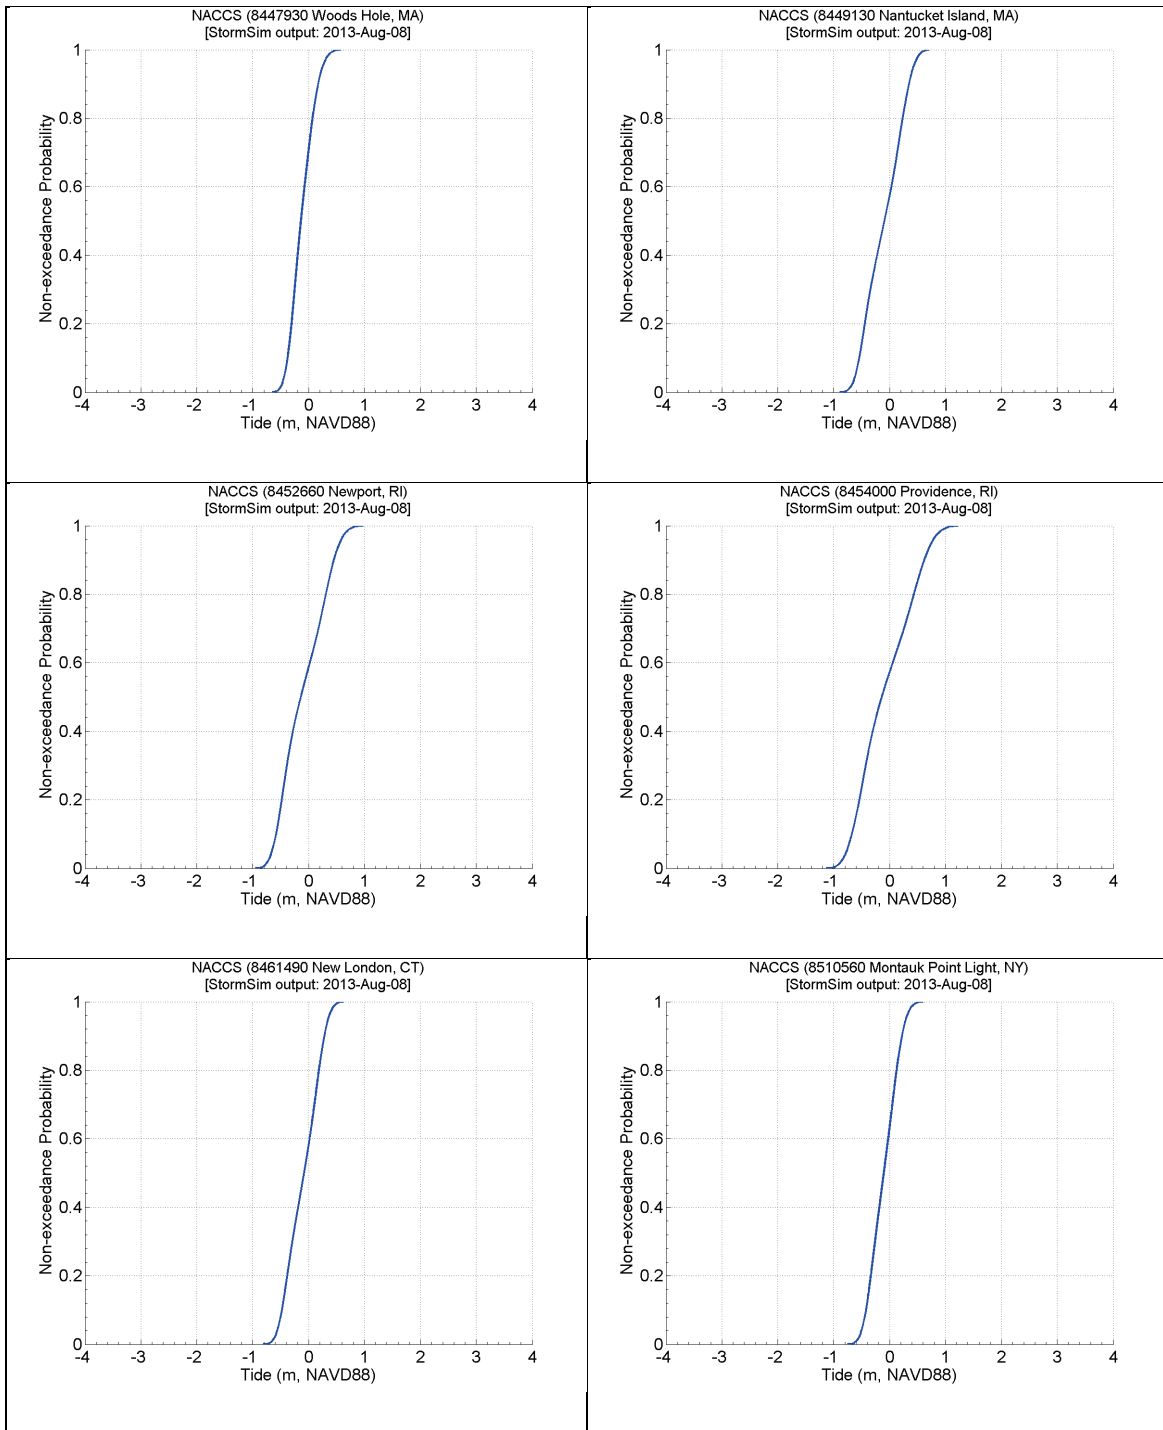 NACCS (8447930 Woods Hole, MA)
[StormSim output: 2013-Aug-08]
Non-exceedance Probability
1
0.8
0.6
0.4
0.2
0
-4 -3 -2 -1 0 1 2 3 4
Tide (m, NAVD88)
NACCS (8449130 Nantucket Island, MA)
[StormSim output: 2013-Aug-08]
Non-exceedance Probability
1
0.8
0.6
0.4
0.2
0
-4 -3 -2 -1 0 1 2 3 4
Tide (m, NAVD88)
NACCS (8452660 Newport, RI)
[StormSim output: 2013-Aug-08]
Non-exceedance Probability
1
0.8
0.6
0.4
0.2
0
-4 -3 -2 -1 0 1 2 3 4
Tide (m, NAVD88)
NACCS (8454000 Providence, RI)
[StormSim output: 2013-Aug-08]
Non-exceedance Probability
1
0.8
0.6
0.4
0.2
0
-4 -3 -2 -1 0 1 2 3 4
Tide (m, NAVD88)
NACCS (8461490 New London, CT)
[StormSim output: 2013-Aug-08]
Non-exceedance Probability
1
0.8
0.6
0.4
0.2
0
-4 -3 -2 -1 0 1 2 3 4
Tide (m, NAVD88)
NACCS (8510560 Montauk Point Light, NY)
[StormSim output: 2013-Aug-08]
Non-exceedance Probability
1
0.8
0.6
0.4
0.2
0
-4 -3 -2 -1 0 1 2 3 4
Tide (m, NAVD88)